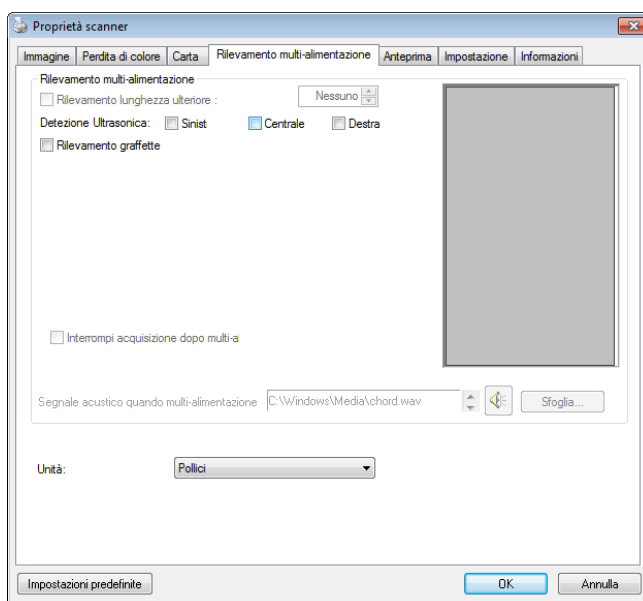 Proprietà scanner
Immagine Perdita di colore Carta Rilevamento multi-alimentazione Anteprima Impostazione Informazioni
Rilevamento multi-alimentazione
Rilevamento lunghezza ulteriore : Nessuno
Detezione Ultrasonica: Sinist Centrale Destra
Rilevamento graffette
Interrompi acquisizione dopo multi-a
Segnale acustico quando multi-alimentazione C:\Windows\Media\chord.wav Sfoglia...
Unità: Pollici
Impostazioni predefinite OK Annulla